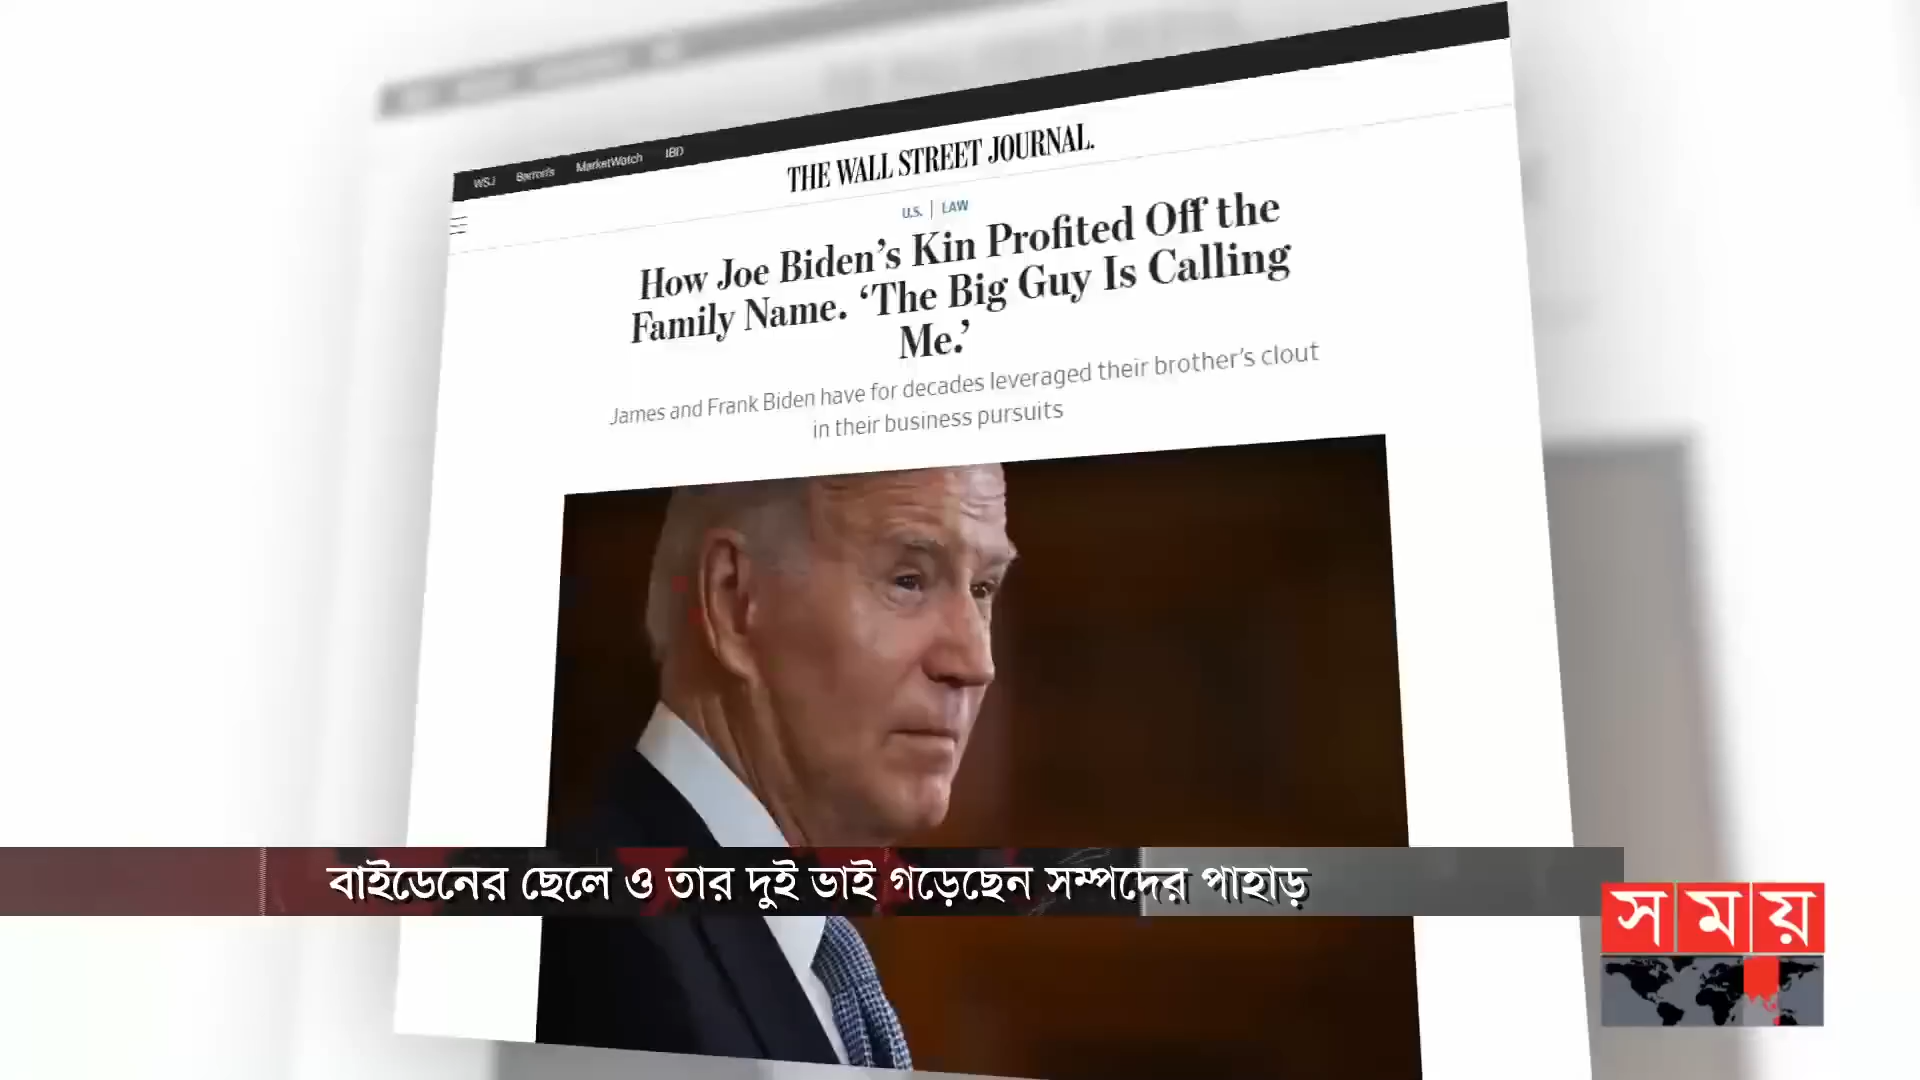 WSJ Barron's MarketWatch IBD
THE WALL STREET JOURNAL.
U.S. | LAW
How Joe Biden's Kin Profited Off the
Family Name. ‘The Big Guy Is Calling
Me.’
James and Frank Biden have for decades leveraged their brother's clout
in their business pursuits
বাইডেনের ছেলে ও তার দুই ভাই গড়েছেন সম্পদের পাহাড়
সময়